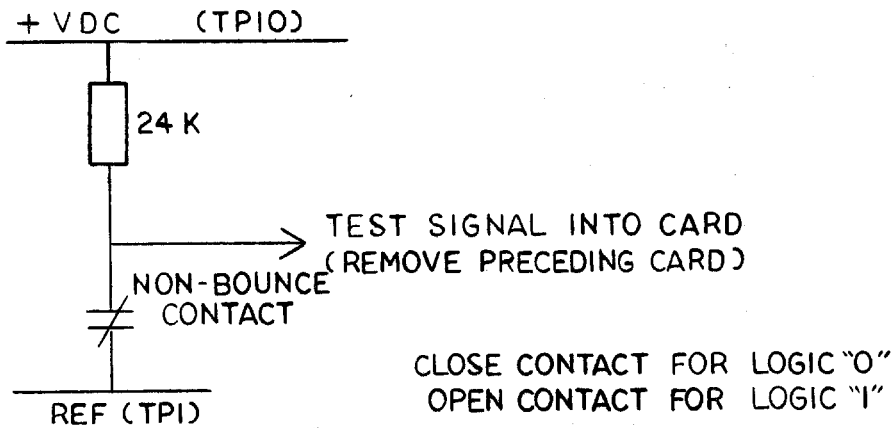 + VDC (TP10)
24 K
TEST SIGNAL INTO CARD
(REMOVE PRECEDING CARD)
NON-BOUNCE
CONTACT
CLOSE CONTACT FOR LOGIC "0"
OPEN CONTACT FOR LOGIC "1"
REF (TP1)